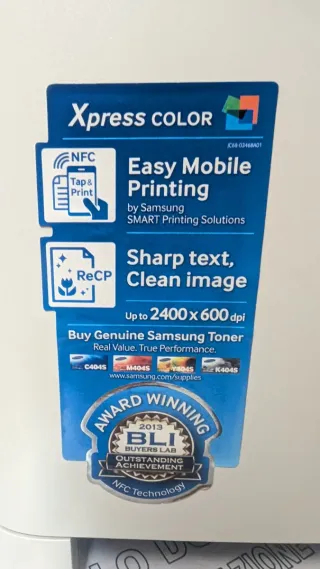 Xpress COLOR
JC68-03468A01
NFC
Tap &
Print
Easy Mobile
Printing
by Samsung
SMART Printing Solutions
ReCP
Sharp text,
Clean image
Up to 2400 x 600 dpi
Buy Genuine Samsung Toner
Real Value. True Performance.
C404S
M404S
Y404S
K404S
www.samsung.com/supplies
AWARD WINNING
2013
BLI
BUYERS LAB
OUTSTANDING
ACHIEVEMENT
NFC Technology